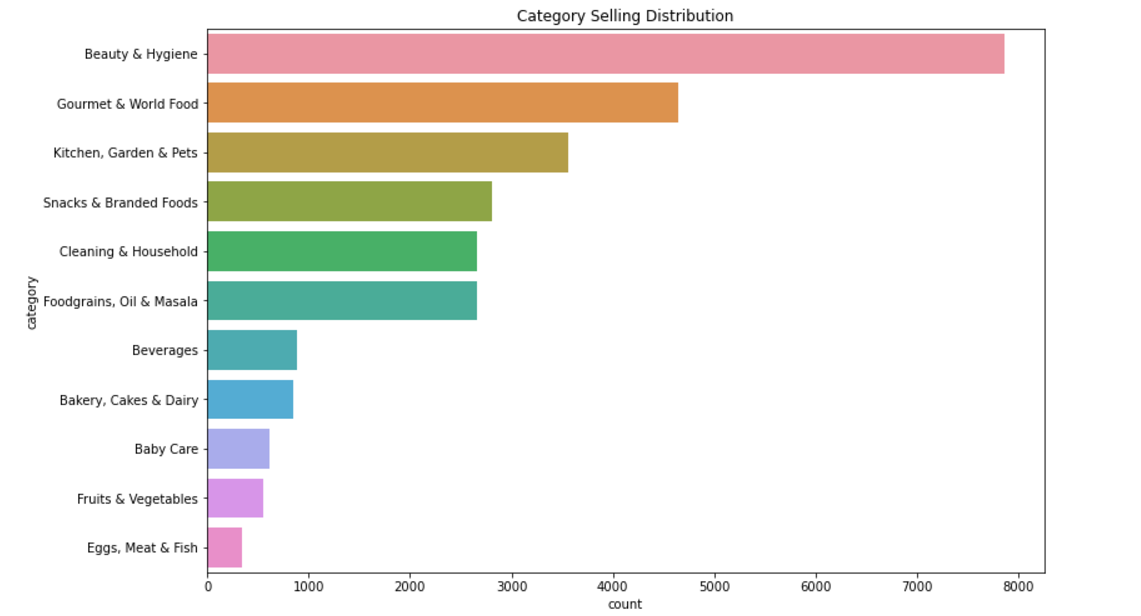 Category Selling Distribution
Beauty & Hygiene
Gourmet & World Food
Kitchen, Garden & Pets
Snacks & Branded Foods
Cleaning & Household
Foodgrains, Oil & Masala
Beverages
Bakery, Cakes & Dairy
Baby Care
Fruits & Vegetables
Eggs, Meat & Fish
category
0 1000 2000 3000 4000 5000 6000 7000 8000
count